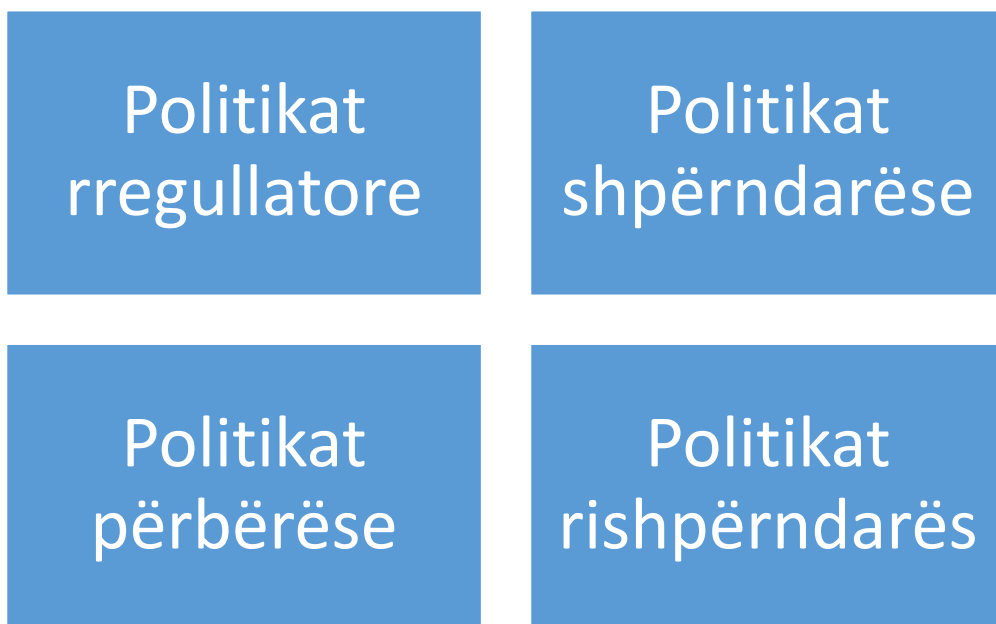 Politikat
rregullatore
Politikat
shpërndarëse
Politikat
përbërëse
Politikat
rishpërndarës